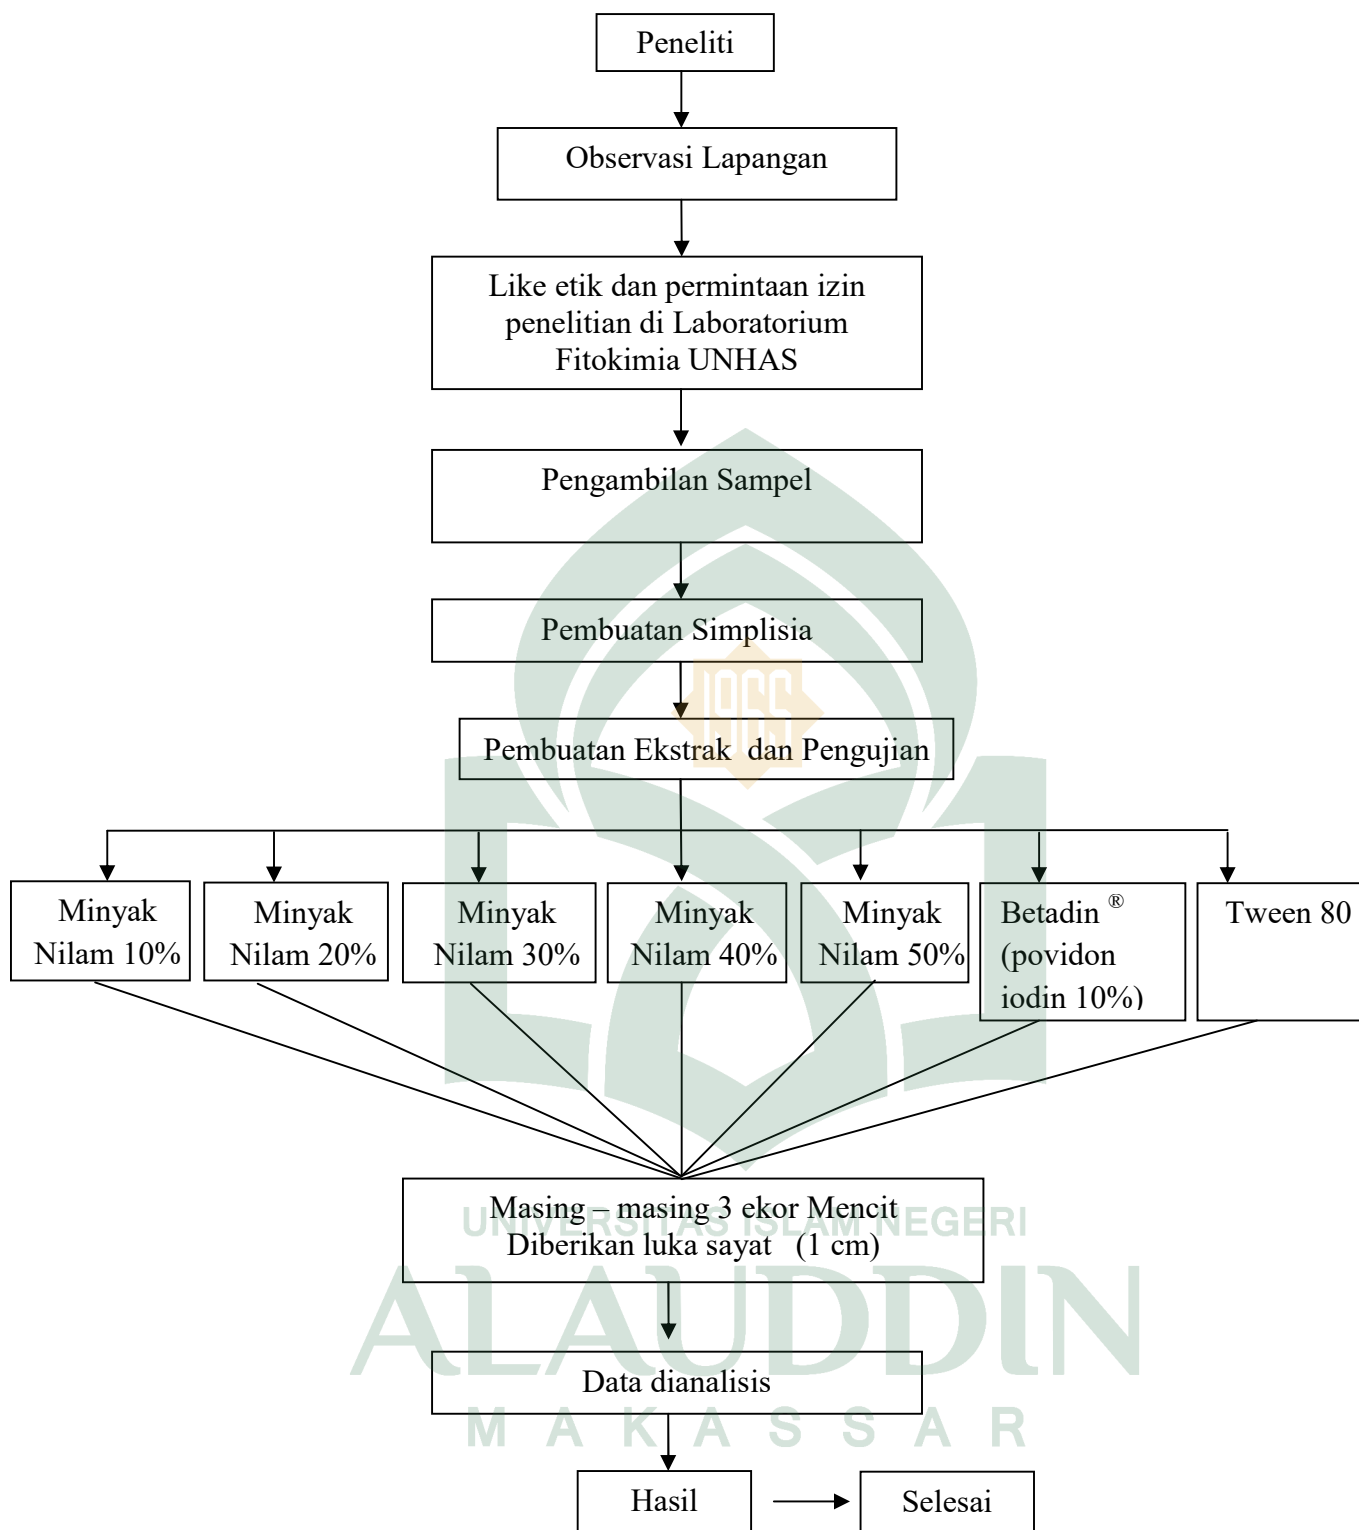 Peneliti
Observasi Lapangan
Like etik dan permintaan izin
penelitian di Laboratorium
Fitokimia UNHAS
Pengambilan Sampel
Pembuatan Simplisia
1965
Pembuatan Ekstrak dan Pengujian
Minyak
Nilam 10%
Minyak
Nilam 20%
Minyak
Nilam 30%
Minyak
Nilam 40%
Minyak
Nilam 50%
Betadin ®
(povidon
iodin 10%)
Tween 80
Masing – masing 3 ekor Mencit
UNIVERSITAS ISLAM NEGERI
Diberikan luka sayat (1 cm)
ALAUDDIN
Data dianalisis
MAKASSAR
Hasil
Selesai